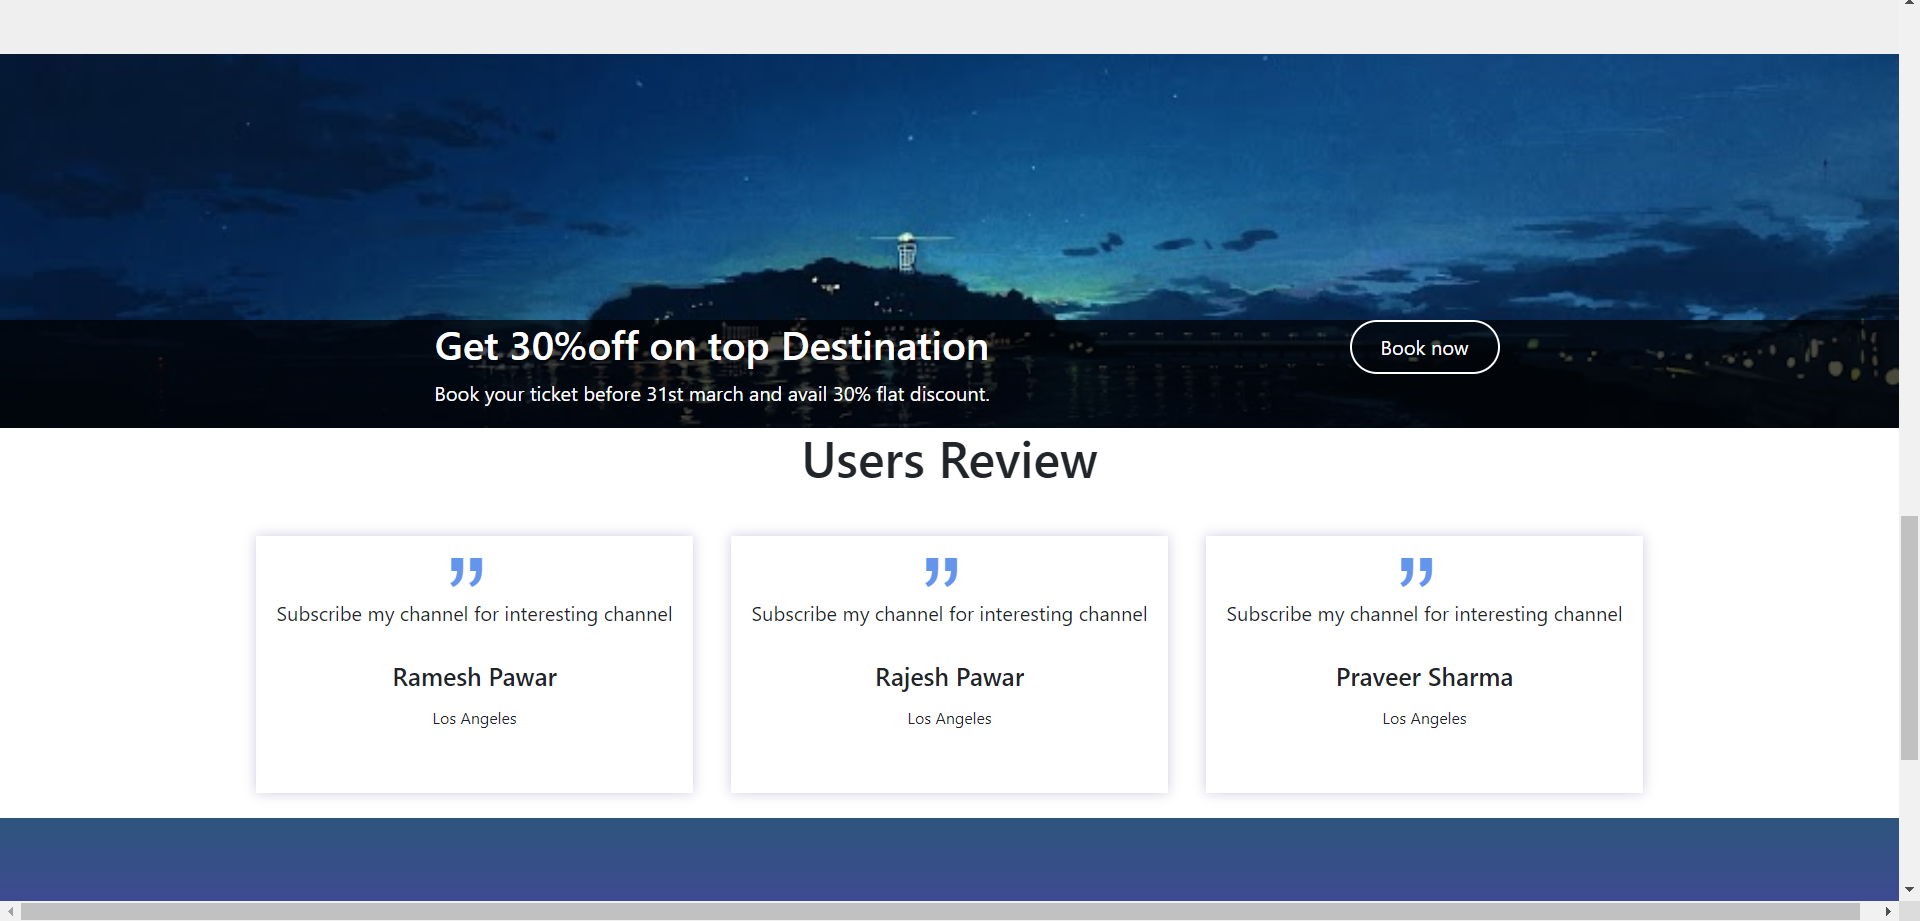 Get 30%off on top Destination
Book now
Book your ticket before 31st march and avail 30% flat discount.
Users Review
Subscribe my channel for interesting channel
Ramesh Pawar
Los Angeles
Subscribe my channel for interesting channel
Rajesh Pawar
Los Angeles
Subscribe my channel for interesting channel
Praveer Sharma
Los Angeles